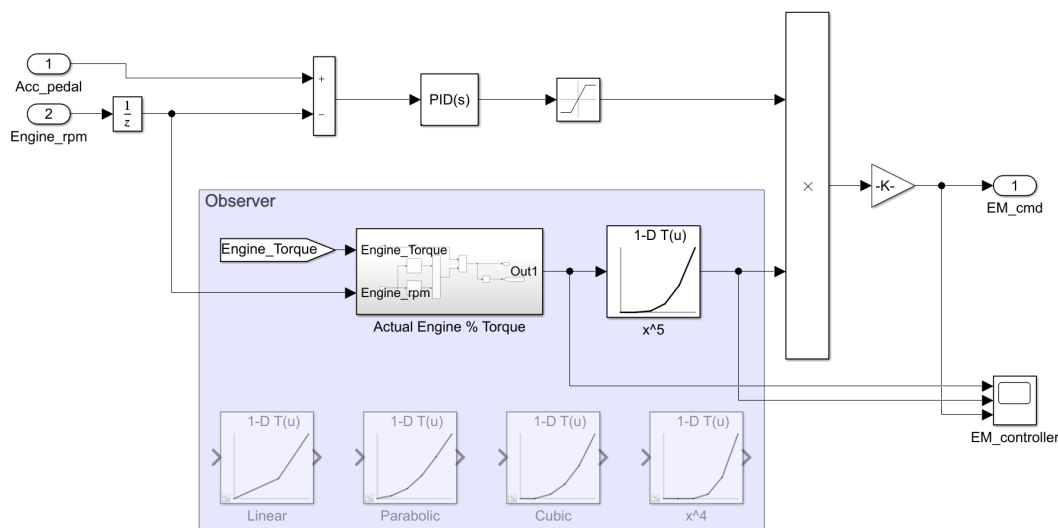 1
Acc_pedal
2
Engine_rpm
1
z
+
−
PID(s)
×
-K-
1
EM_cmd
Observer
Engine_Torque
Engine_Torque
Engine_rpm
Out1
Actual Engine % Torque
1-D T(u)
x^5
EM_controller
1-D T(u)
Linear
1-D T(u)
Parabolic
1-D T(u)
Cubic
1-D T(u)
x^4